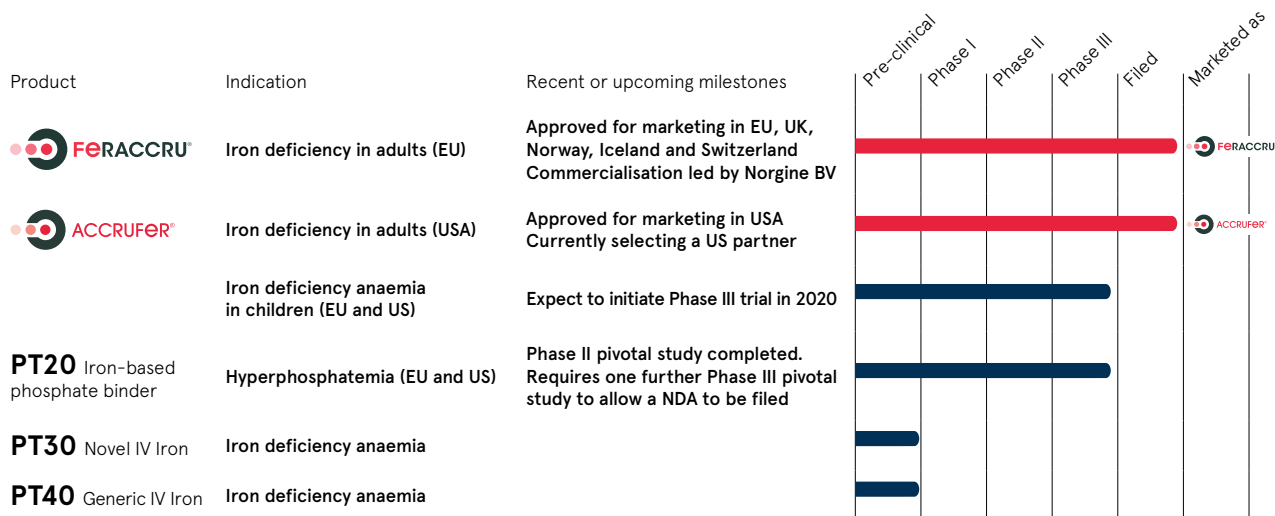 Product
Indication
Recent or upcoming milestones
Pre-clinical
Phase I
Phase II
Phase III
Filed
Marketed as
FeRACCRU®
Iron deficiency in adults (EU)
Approved for marketing in EU, UK,
Norway, Iceland and Switzerland
Commercialisation led by Norgine BV
FeRACCRU
ACCRUFeR®
Iron deficiency in adults (USA)
Approved for marketing in USA
Currently selecting a US partner
ACCRUFeR®
Iron deficiency anaemia
in children (EU and US)
Expect to initiate Phase III trial in 2020
PT20 Iron-based
phosphate binder
Hyperphosphatemia (EU and US)
Phase II pivotal study completed.
Requires one further Phase III pivotal
study to allow a NDA to be filed
PT30 Novel IV Iron
Iron deficiency anaemia
PT40 Generic IV Iron
Iron deficiency anaemia